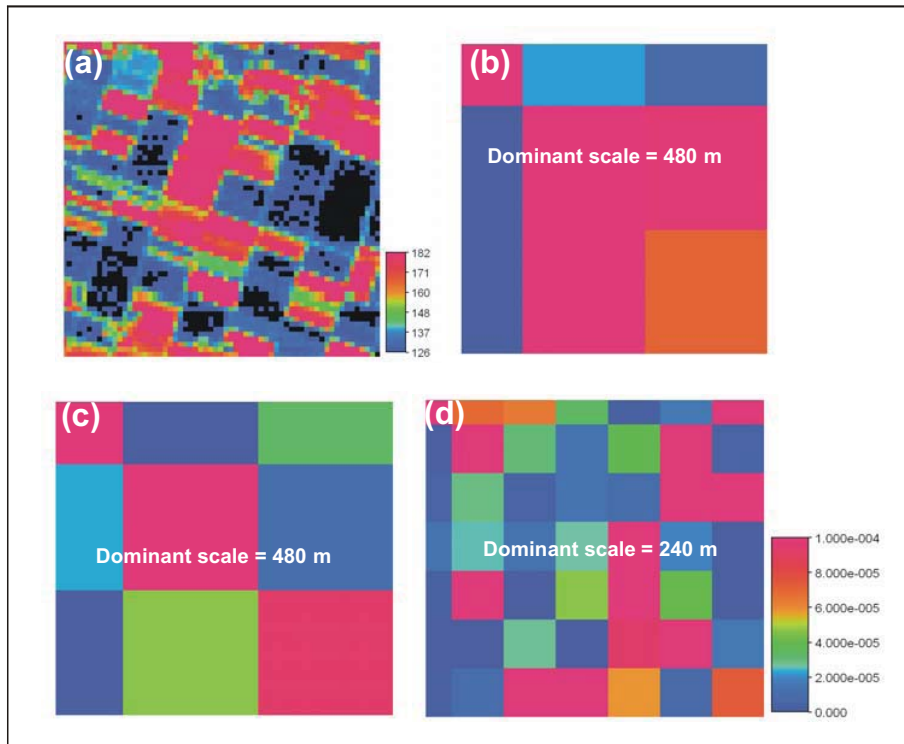 (a)
182
171
160
148
137
126
(b)
Dominant scale = 480 m
(c)
Dominant scale = 480 m
(d)
Dominant scale = 240 m
1.000e-004
8.000e-005
6.000e-005
4.000e-005
2.000e-005
0.000